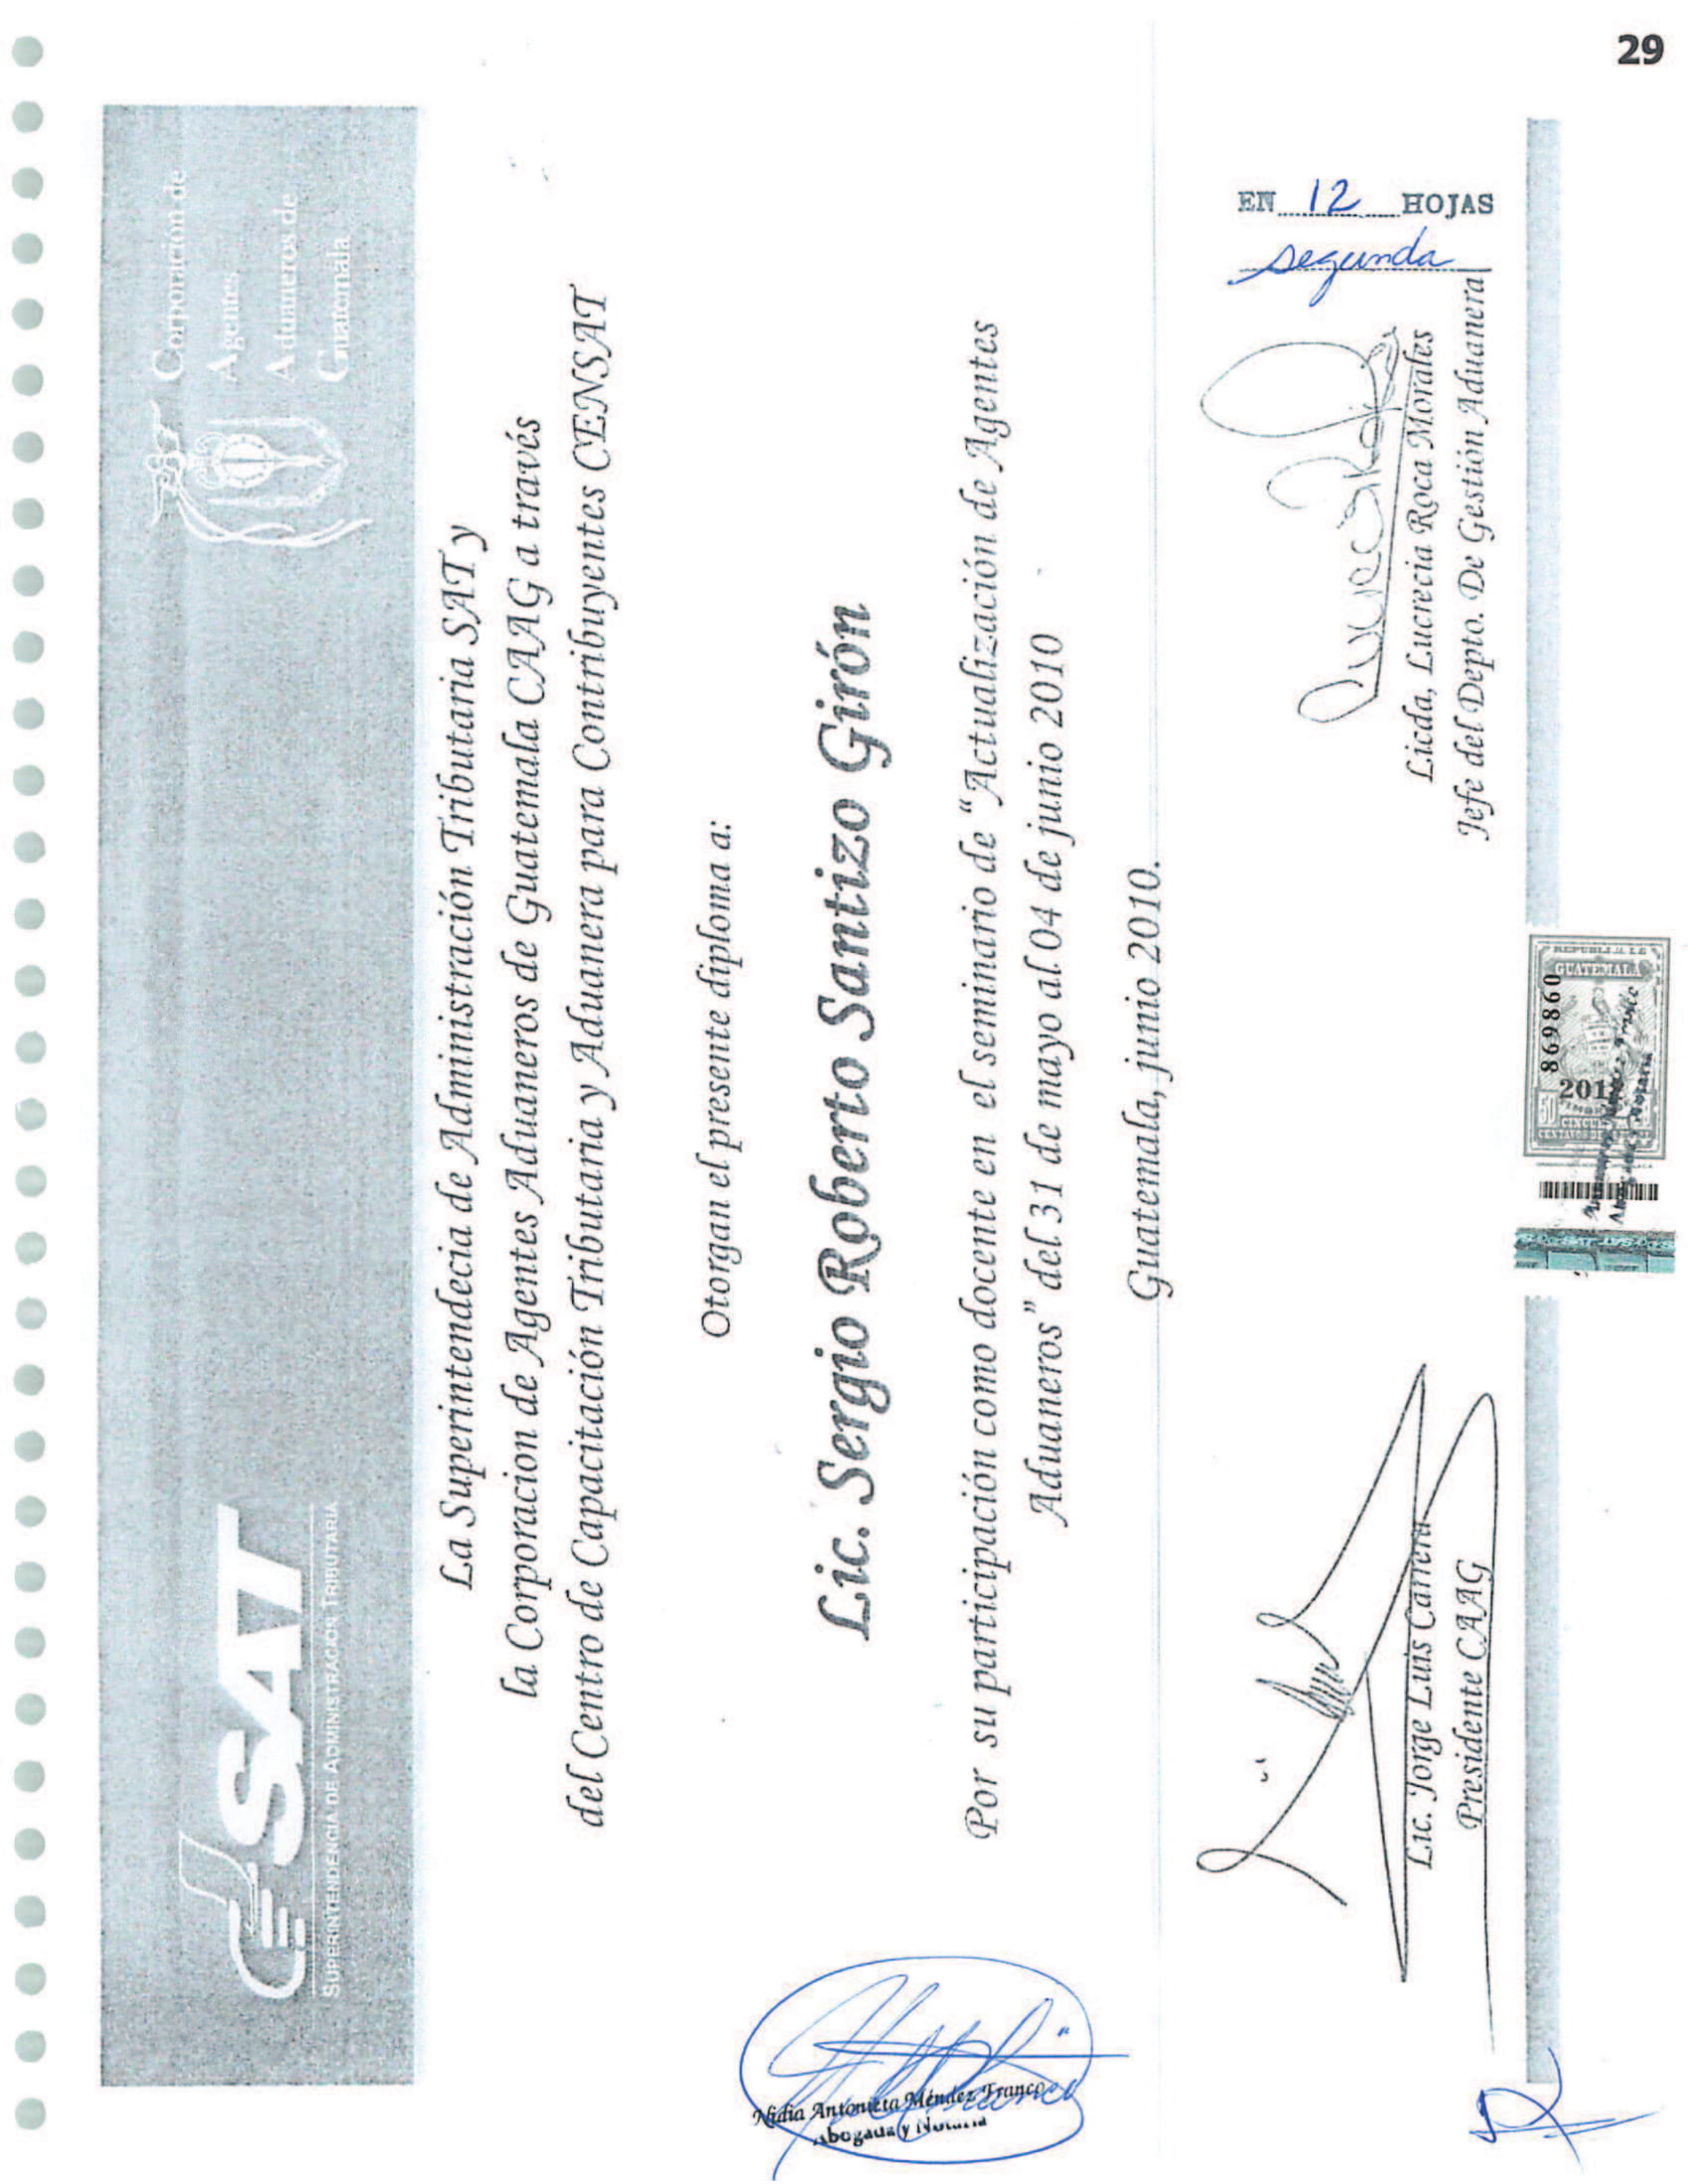 29
SAT
SUPERINTENDENCIA DE ADMINISTRACION TRIBUTARIA
Corporación de
Agentes
Aduaneros de
Guatemala
La Superintendecia de Administración Tributaria SAT y
la Corporacion de Agentes Aduaneros de Guatemala CAAG a través
del Centro de Capacitación Tributaria y Aduanera para Contribuyentes CENSAT
Otorgan el presente diploma a:
Lic. Sergio Roberto Santizo Girón
Por su participación como docente en el seminario de “Actualización de Agentes
Aduaneros” del 31 de mayo al 04 de junio 2010
Guatemala, junio 2010.
Lic. Jorge Luis Carrera
Presidente CAAG
Licda, Lucrecia Roca Morales
Jefe del Depto. De Gestión Aduanera
EN 12 HOJAS
segunda
Nidia Antonieta Méndez Franco
Abogada y Notaria
GUATEMALA
869860